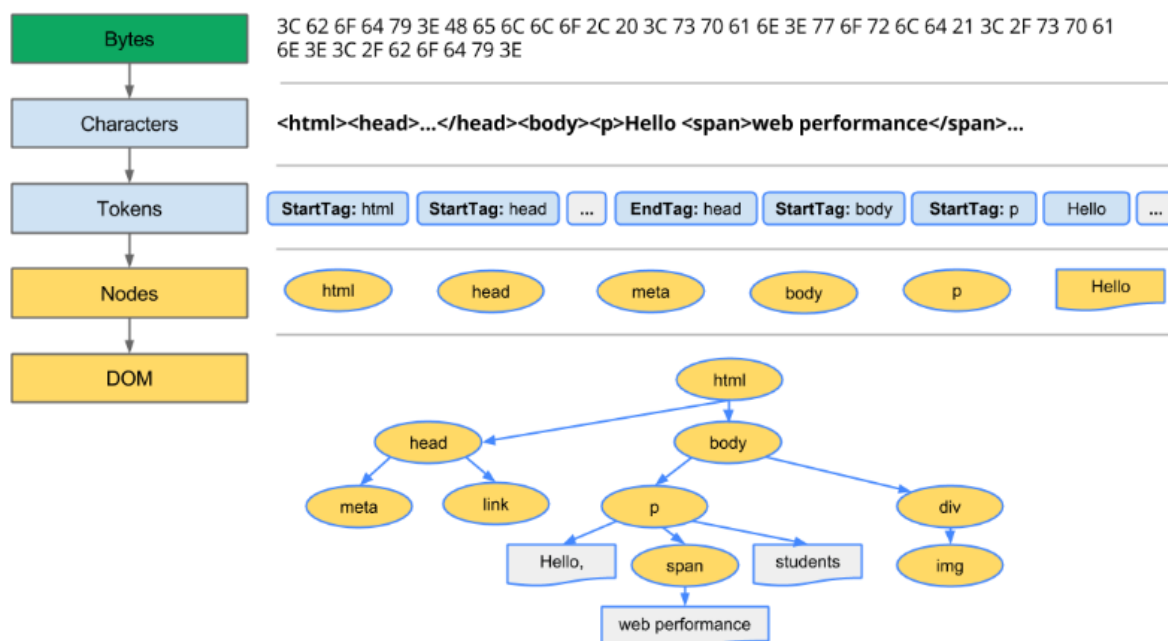 Bytes
3C 62 6F 64 79 3E 48 65 6C 6C 6F 2C 20 3C 73 70 61 6E 3E 77 6F 72 6C 64 21 3C 2F 73 70 61
6E 3E 3C 2F 62 6F 64 79 3E
Characters
<html><head>...</head><body><p>Hello <span>web performance</span>...
Tokens
StartTag: html
StartTag: head
...
EndTag: head
StartTag: body
StartTag: p
Hello
...
Nodes
html
head
meta
body
p
Hello
DOM
html
head
body
meta
link
p
div
Hello,
span
students
img
web performance